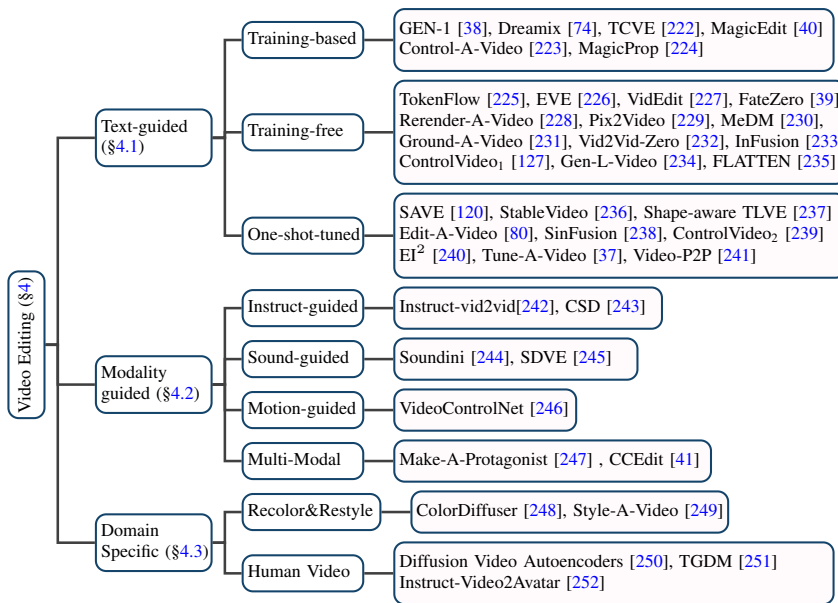 Video Editing (§4)
Text-guided
(§4.1)
Training-based
GEN-1 [38], Dreamix [74], TCVE [222], MagicEdit [40]
Control-A-Video [223], MagicProp [224]
Training-free
TokenFlow [225], EVE [226], VidEdit [227], FateZero [39]
Rerender-A-Video [228], Pix2Video [229], MeDM [230],
Ground-A-Video [231], Vid2Vid-Zero [232], InFusion [233
ControlVideo₁ [127], Gen-L-Video [234], FLATTEN [235]
One-shot-tuned
SAVE [120], StableVideo [236], Shape-aware TLVE [237]
Edit-A-Video [80], SinFusion [238], ControlVideo₂ [239]
EI² [240], Tune-A-Video [37], Video-P2P [241]
Modality
guided (§4.2)
Instruct-guided
Instruct-vid2vid[242], CSD [243]
Sound-guided
Soundini [244], SDVE [245]
Motion-guided
VideoControlNet [246]
Multi-Modal
Make-A-Protagonist [247] , CCEdit [41]
Domain
Specific (§4.3)
Recolor&Restyle
ColorDiffuser [248], Style-A-Video [249]
Human Video
Diffusion Video Autoencoders [250], TGDM [251]
Instruct-Video2Avatar [252]